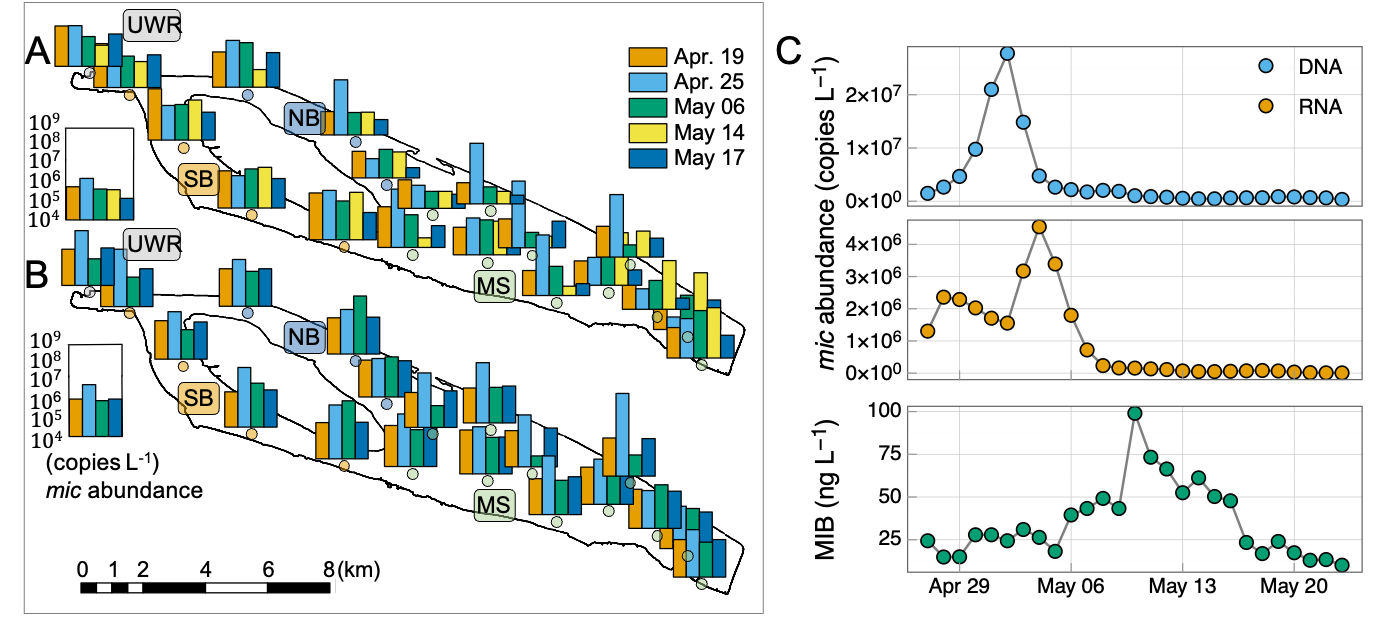 A
UWR
Apr. 19
Apr. 25
May 06
May 14
May 17
NB
SB
MS
10⁹
10⁸
10⁷
10⁶
10⁵
10⁴
B
UWR
NB
SB
MS
10⁹
10⁸
10⁷
10⁶
10⁵
10⁴
(copies L⁻¹)
mic abundance
0 1 2 4 6 8 (km)
C
DNA
RNA
mic abundance (copies L⁻¹)
2×10⁷
1×10⁷
0×10⁰
4×10⁶
3×10⁶
2×10⁶
1×10⁶
0×10⁰
MIB (ng L⁻¹)
100
75
50
25
Apr 29 May 06 May 13 May 20